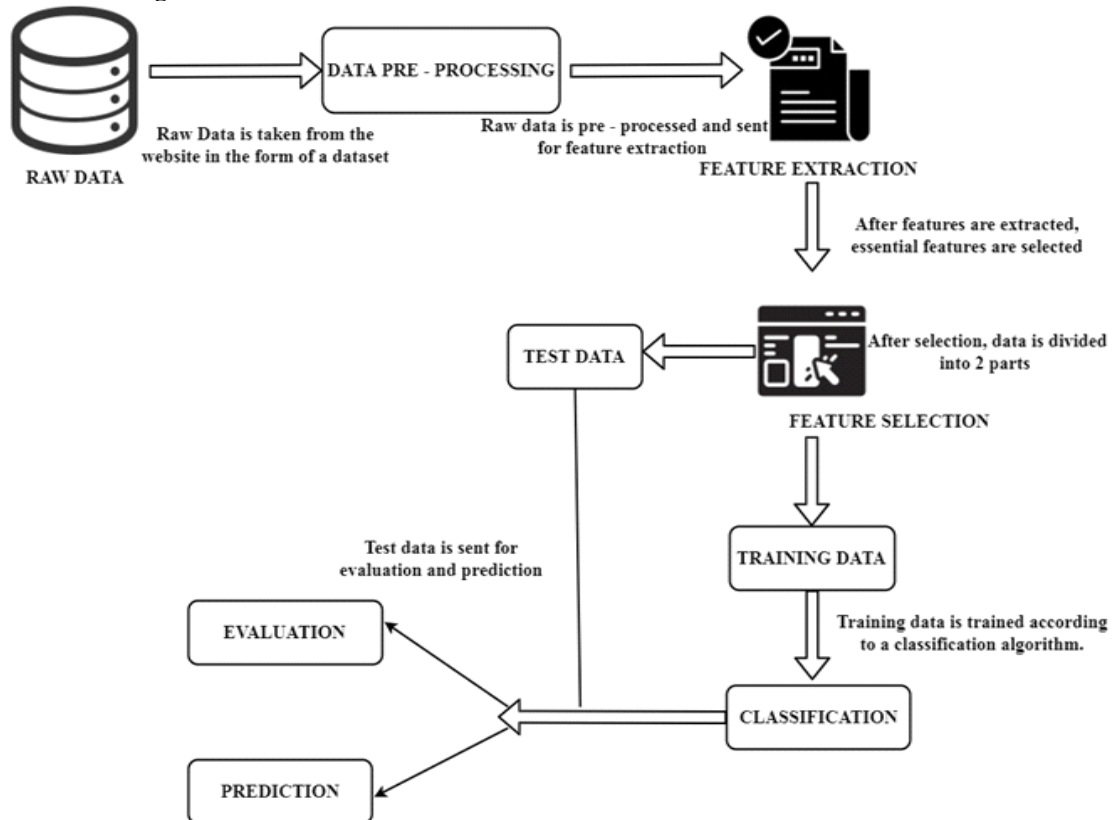 DATA PRE - PROCESSING
Raw Data is taken from the
website in the form of a dataset
RAW DATA
Raw data is pre - processed and sent
for feature extraction
FEATURE EXTRACTION
After features are extracted,
essential features are selected
TEST DATA
After selection, data is divided
into 2 parts
FEATURE SELECTION
TRAINING DATA
Test data is sent for
evaluation and prediction
Training data is trained according
to a classification algorithm.
EVALUATION
CLASSIFICATION
PREDICTION